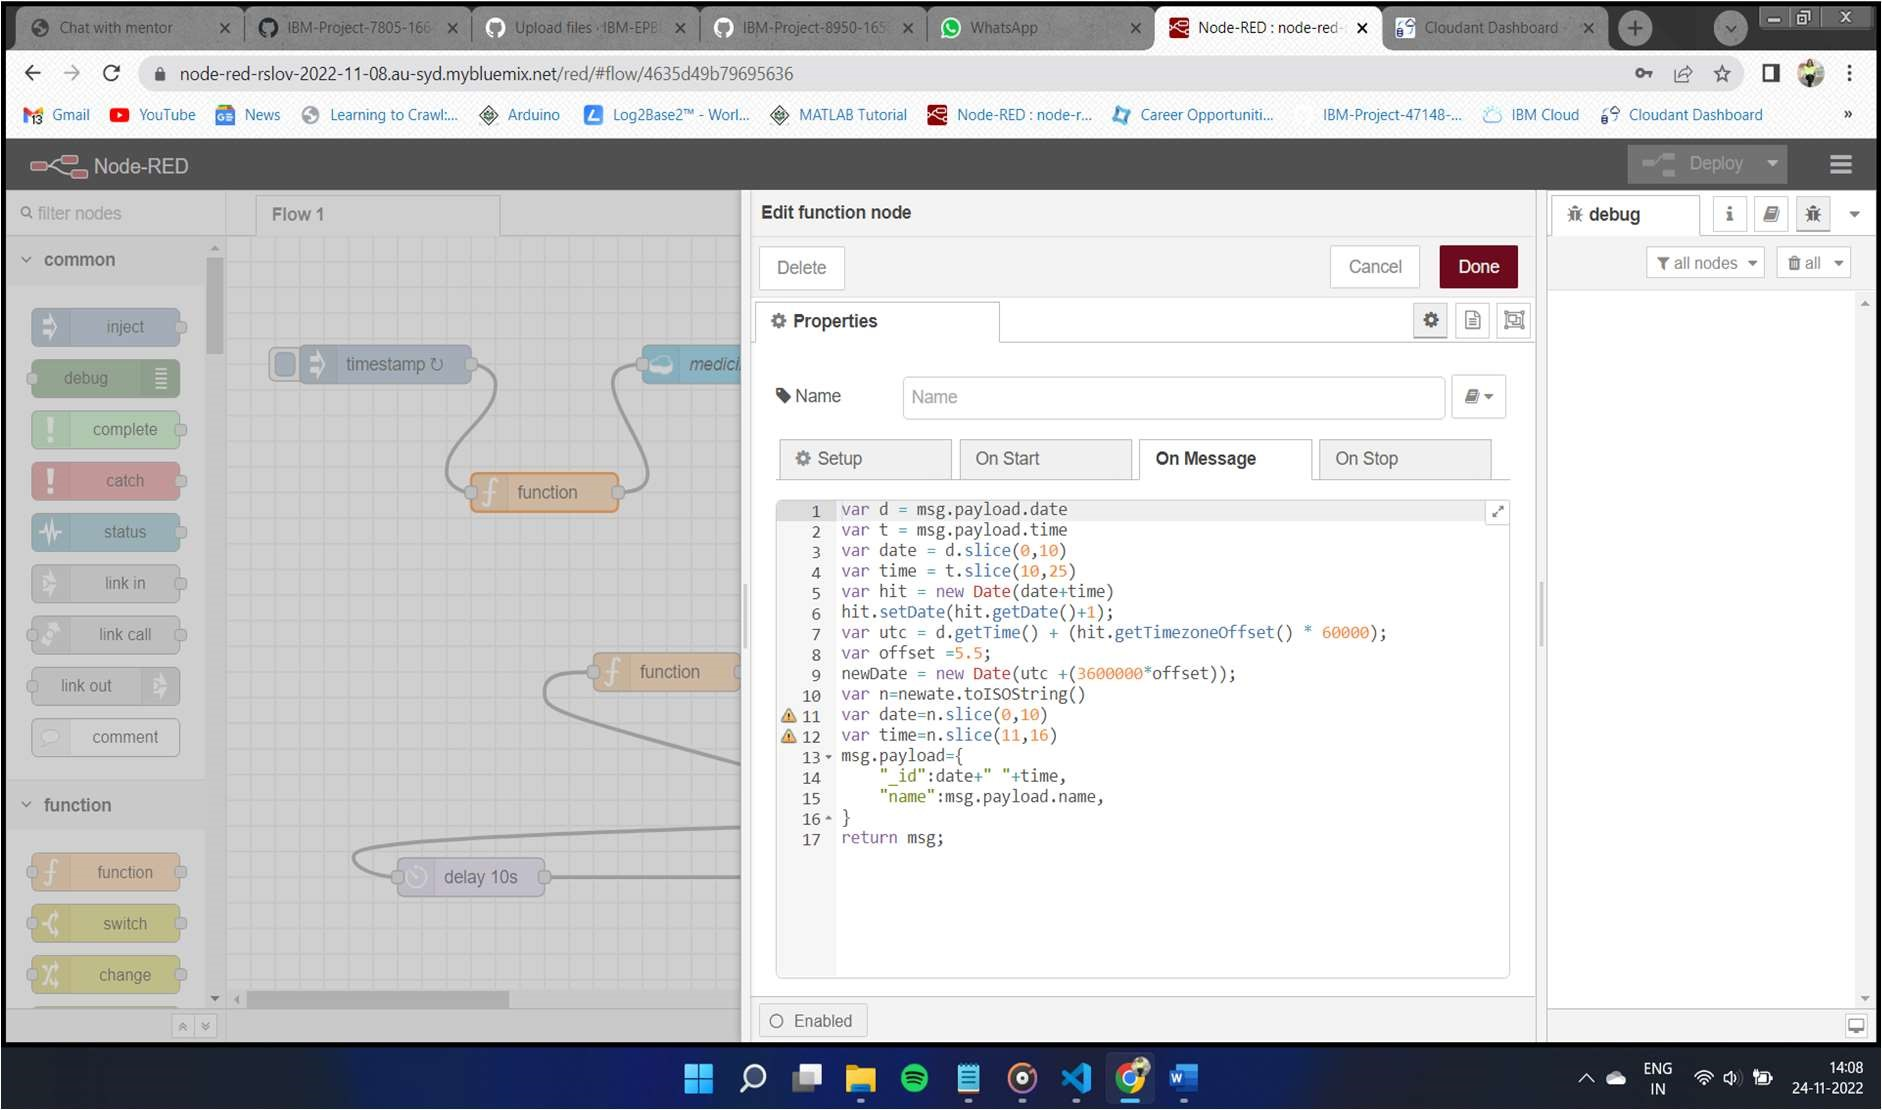 Chat with mentor
IBM-Project-7805-166
Upload files · IBM-EPB
IBM-Project-8950-165
WhatsApp
Node-RED : node-red-
Cloudant Dashboard
node-red-rslov-2022-11-08.au-syd.mybluemix.net/red/#flow/4635d49b79695636
Gmail
YouTube
News
Learning to Crawl:...
Arduino
Log2Base2™ - Worl...
MATLAB Tutorial
Node-RED : node-r...
Career Opportuniti...
IBM-Project-47148-...
IBM Cloud
Cloudant Dashboard
»
Node-RED
Deploy
filter nodes
Flow 1
Edit function node
debug
i
Delete
Cancel
Done
all nodes
all
common
inject
debug
complete
catch
status
link in
link call
link out
comment
function
function
switch
change
timestamp ↻
medici
function
function
delay 10s
Properties
Name
Name
Setup
On Start
On Message
On Stop
1 var d = msg.payload.date
2 var t = msg.payload.time
3 var date = d.slice(0,10)
4 var time = t.slice(10,25)
5 var hit = new Date(date+time)
6 hit.setDate(hit.getDate()+1);
7 var utc = d.getTime() + (hit.getTimezoneOffset() * 60000);
8 var offset =5.5;
9 newDate = new Date(utc +(3600000*offset));
10 var n=newate.toISOString()
11 var date=n.slice(0,10)
12 var time=n.slice(11,16)
13 msg.payload={
14 "_id":date+" "+time,
15 "name":msg.payload.name,
16 }
17 return msg;
Enabled
ENG
IN
14:08
24-11-2022